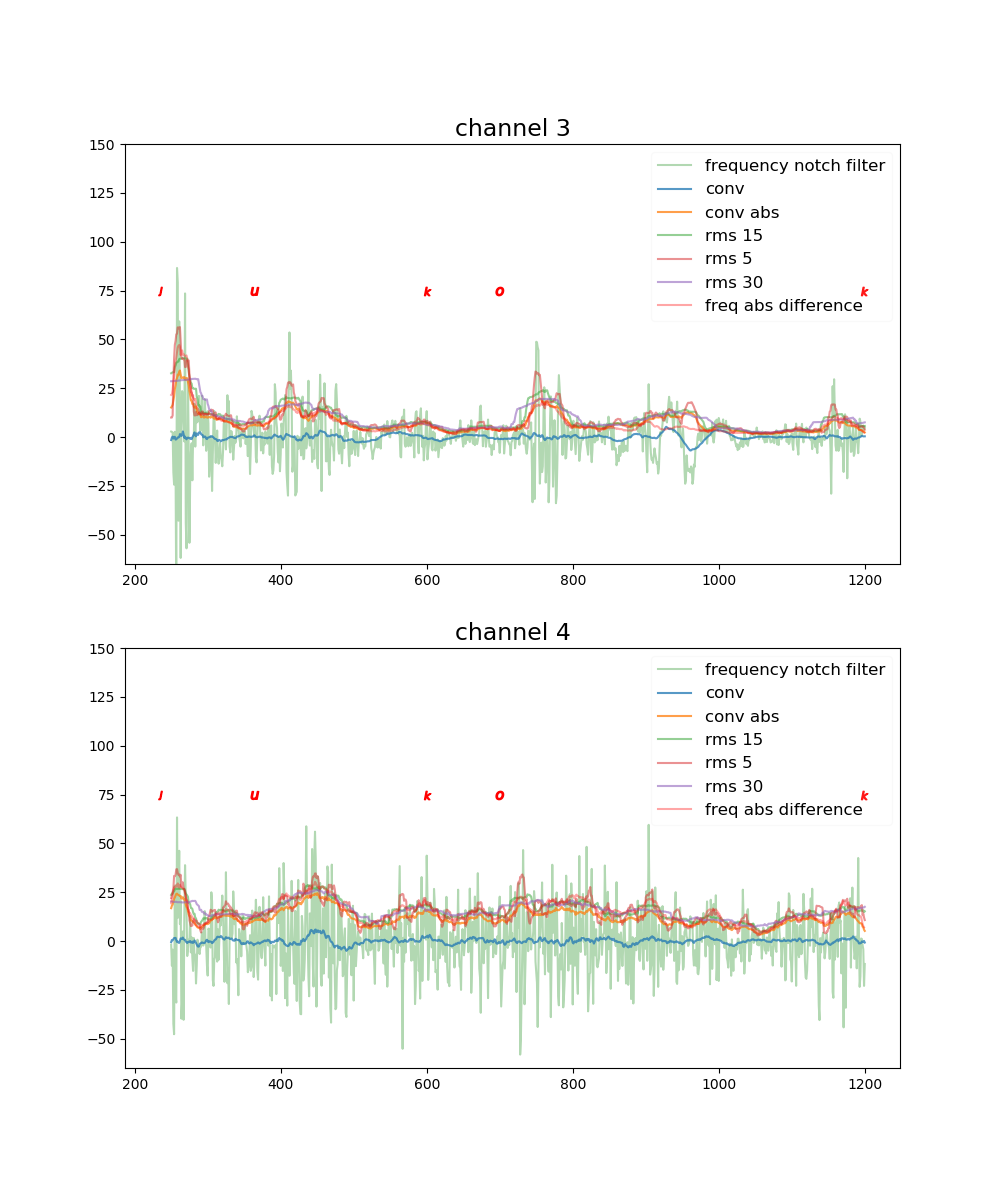 channel 3
150
125
100
75
50
25
0
−25
−50
frequency notch filter
conv
conv abs
rms 15
rms 5
rms 30
freq abs difference
J u k o k
200 400 600 800 1000 1200
channel 4
150
125
100
75
50
25
0
−25
−50
frequency notch filter
conv
conv abs
rms 15
rms 5
rms 30
freq abs difference
J u k o k
200 400 600 800 1000 1200